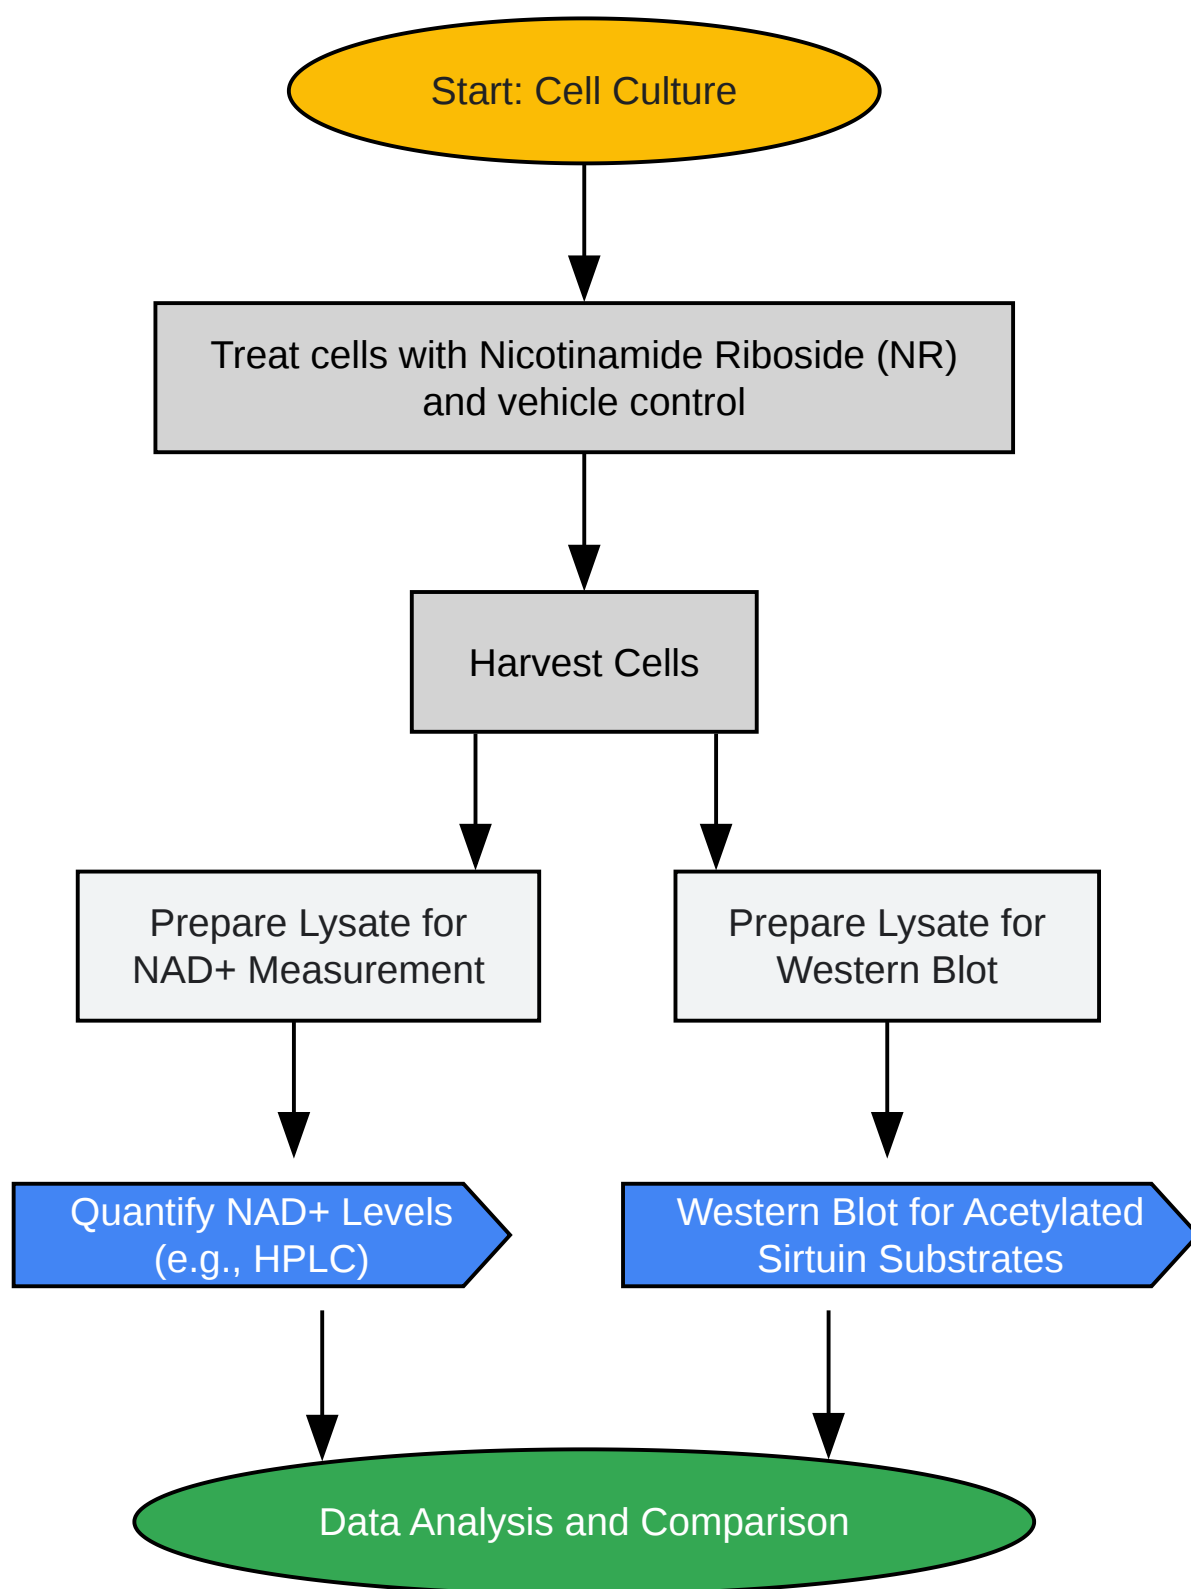 Start: Cell Culture
Treat cells with Nicotinamide Riboside (NR)
and vehicle control
Harvest Cells
Prepare Lysate for
NAD+ Measurement
Prepare Lysate for
Western Blot
Quantify NAD+ Levels
(e.g., HPLC)
Western Blot for Acetylated
Sirtuin Substrates
Data Analysis and Comparison